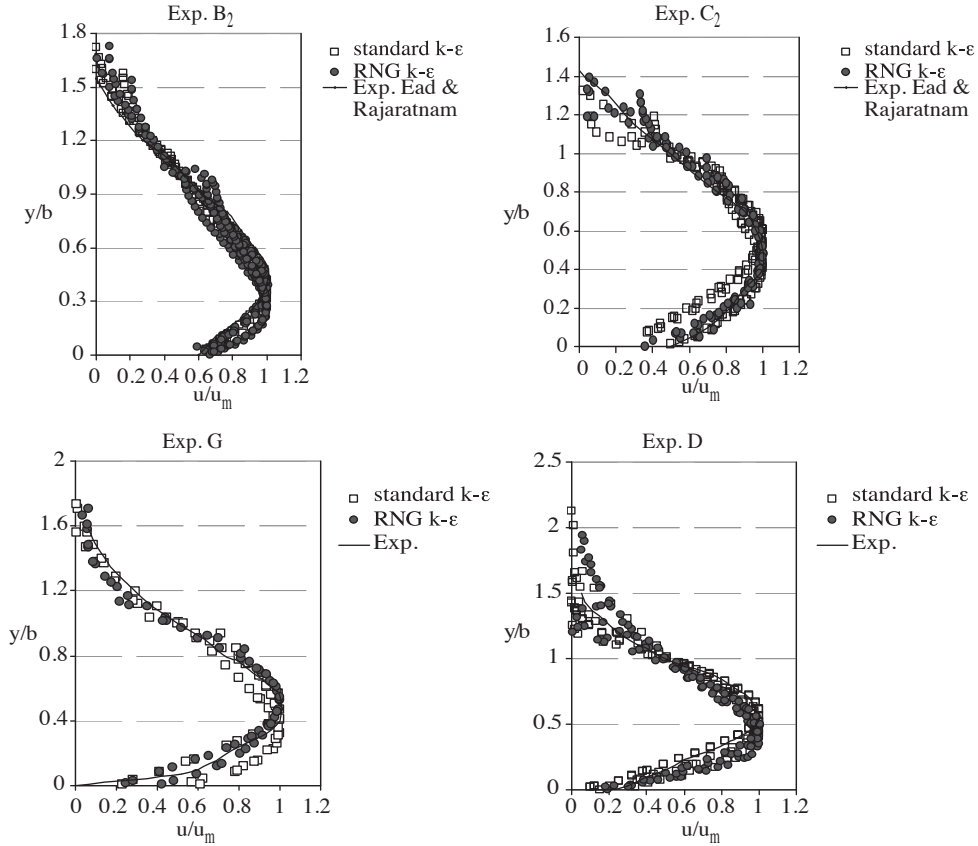 Exp. B2
1.8
1.5
1.2
0.9
0.6
0.3
0
y/b
0 0.2 0.4 0.6 0.8 1 1.2
u/um
standard k-ε
RNG k-ε
Exp. Ead &
Rajaratnam
Exp. C2
1.6
1.4
1.2
1
0.8
0.6
0.4
0.2
0
y/b
0 0.2 0.4 0.6 0.8 1 1.2
u/um
standard k-ε
RNG k-ε
Exp. Ead &
Rajaratnam
Exp. G
2
1.6
1.2
0.8
0.4
0
y/b
0 0.2 0.4 0.6 0.8 1 1.2
u/um
standard k-ε
RNG k-ε
Exp.
Exp. D
2.5
2
1.5
1
0.5
0
y/b
0 0.2 0.4 0.6 0.8 1 1.2
u/um
standard k-ε
RNG k-ε
Exp.